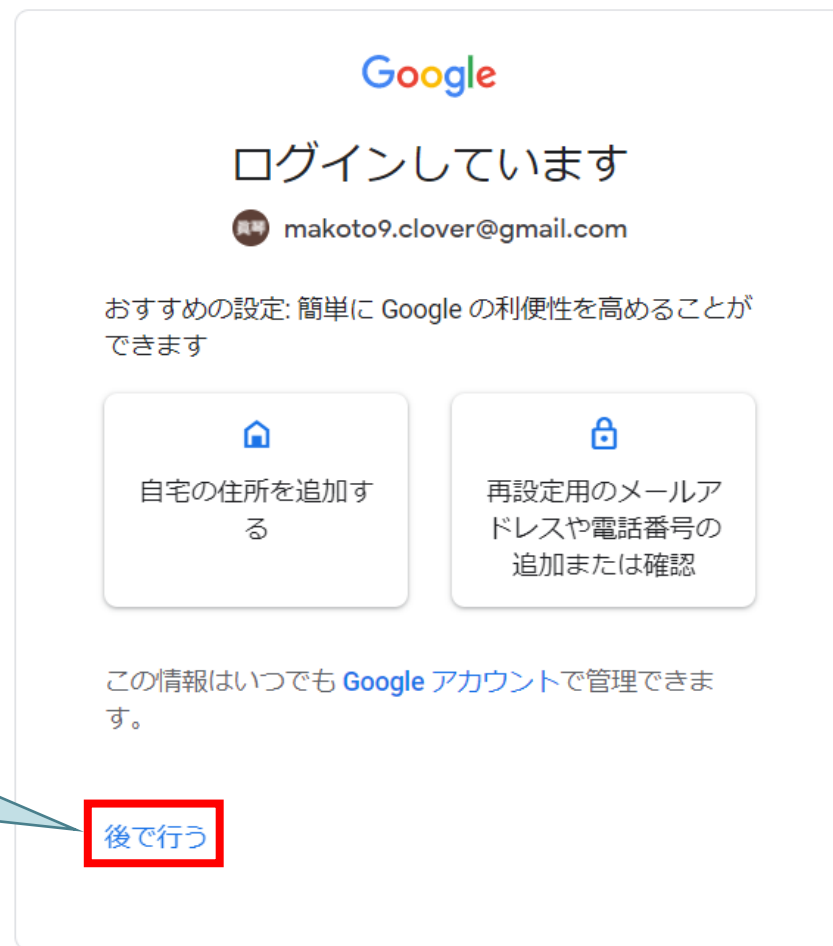 Google
ログインしています
眞琴 makoto9.clover@gmail.com
おすすめの設定: 簡単に Google の利便性を高めることが
できます
自宅の住所を追加す
る
再設定用のメールア
ドレスや電話番号の
追加または確認
この情報はいつでも Google アカウントで管理できま
す。
後で行う